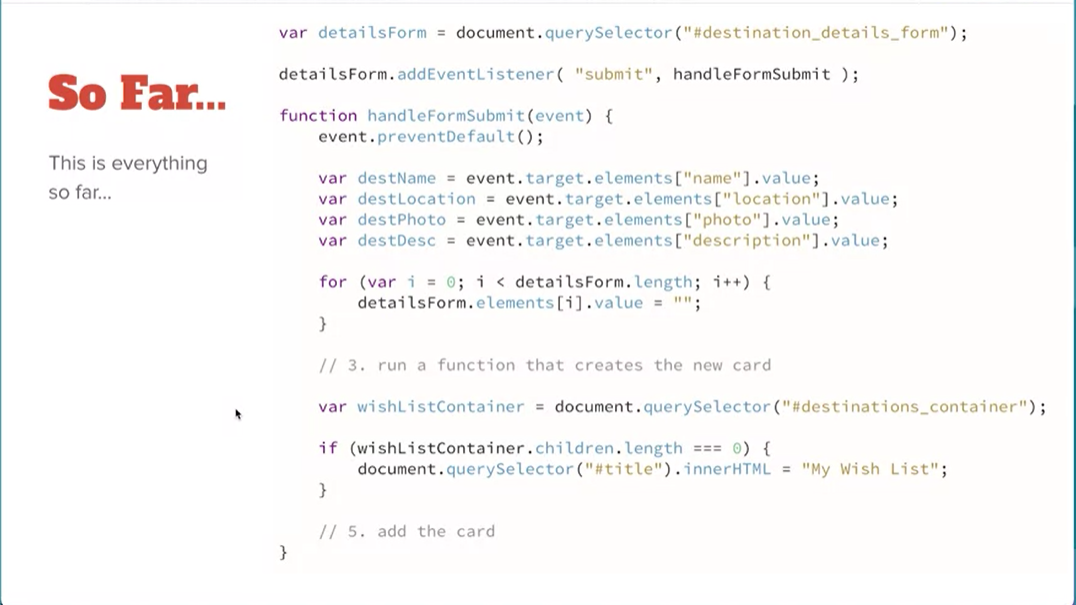 So Far...
This is everything
so far...
var detailsForm = document.querySelector("#destination_details_form");
detailsForm.addEventListener( "submit", handleFormSubmit );
function handleFormSubmit(event) {
event.preventDefault();
var destName = event.target.elements["name"].value;
var destLocation = event.target.elements["location"].value;
var destPhoto = event.target.elements["photo"].value;
var destDesc = event.target.elements["description"].value;
for (var i = 0; i < detailsForm.length; i++) {
detailsForm.elements[i].value = "";
}
// 3. run a function that creates the new card
var wishListContainer = document.querySelector("#destinations_container");
if (wishListContainer.children.length === 0) {
document.querySelector("#title").innerHTML = "My Wish List";
}
// 5. add the card
}